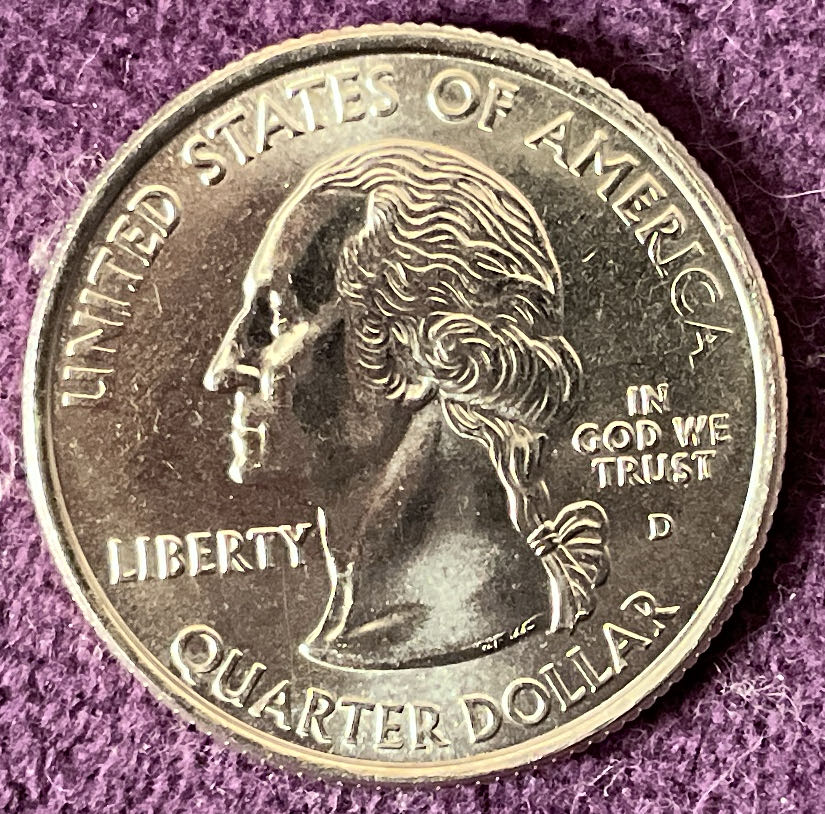 UNITED STATES OF AMERICA
IN
GOD WE
TRUST
D
LIBERTY
QUARTER DOLLAR